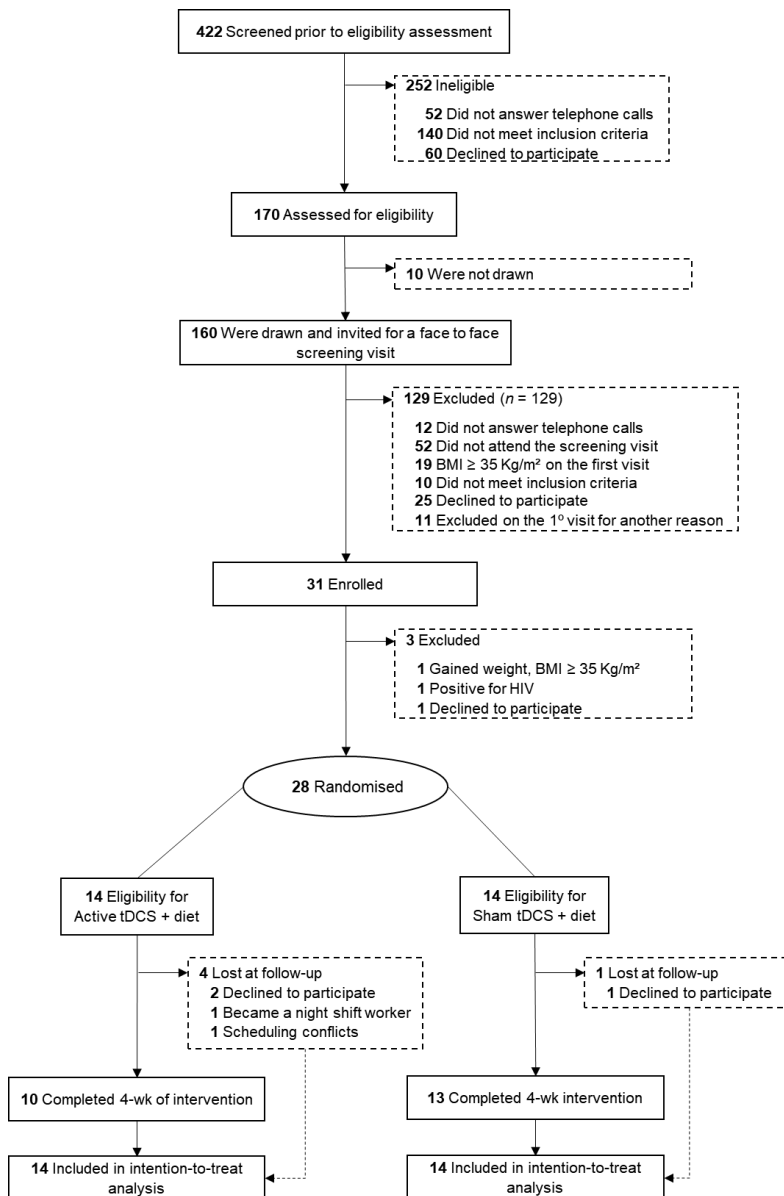 422 Screened prior to eligibility assessment
252 Ineligible
52 Did not answer telephone calls
140 Did not meet inclusion criteria
60 Declined to participate
170 Assessed for eligibility
10 Were not drawn
160 Were drawn and invited for a face to face
screening visit
129 Excluded (n = 129)
12 Did not answer telephone calls
52 Did not attend the screening visit
19 BMI ≥ 35 Kg/m² on the first visit
10 Did not meet inclusion criteria
25 Declined to participate
11 Excluded on the 1º visit for another reason
31 Enrolled
3 Excluded
1 Gained weight, BMI ≥ 35 Kg/m²
1 Positive for HIV
1 Declined to participate
28 Randomised
14 Eligibility for
Active tDCS + diet
14 Eligibility for
Sham tDCS + diet
4 Lost at follow-up
2 Declined to participate
1 Became a night shift worker
1 Scheduling conflicts
1 Lost at follow-up
1 Declined to participate
10 Completed 4-wk of intervention
13 Completed 4-wk intervention
14 Included in intention-to-treat
analysis
14 Included in intention-to-treat
analysis